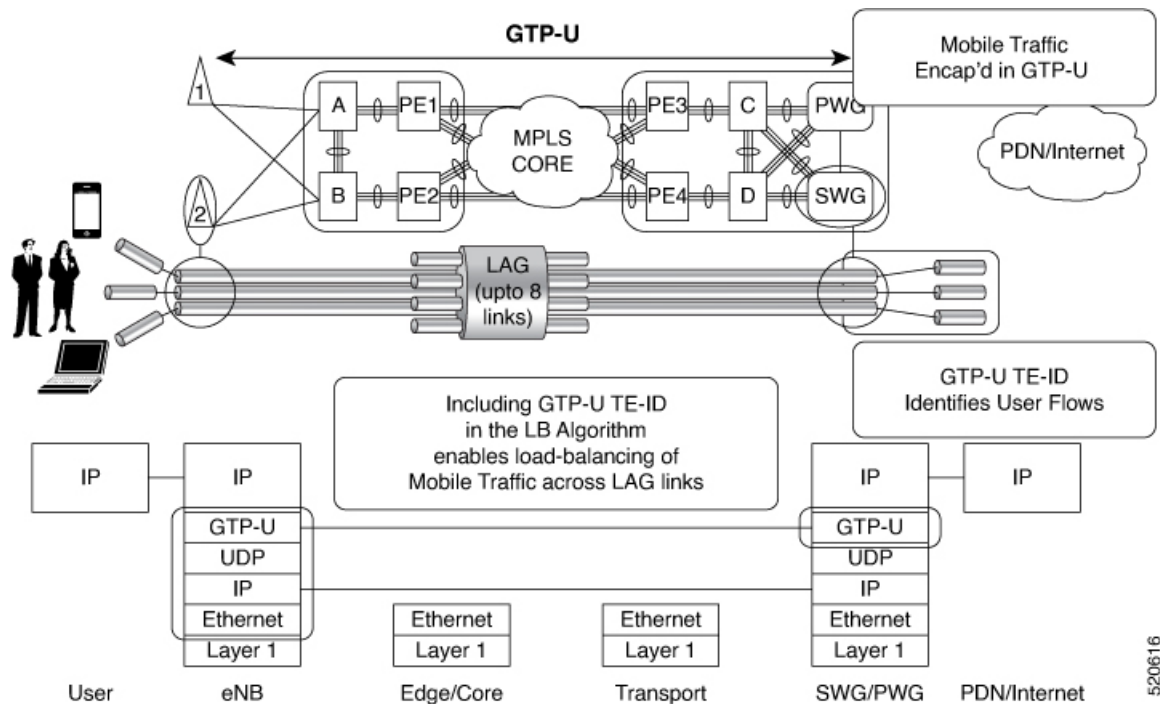 GTP-U
Mobile Traffic
Encap'd in GTP-U
1
A
PE1
PE3
C
PWG
MPLS
CORE
PDN/Internet
2
B
PE2
PE4
D
SWG
LAG
(upto 8
links)
GTP-U TE-ID
Identifies User Flows
Including GTP-U TE-ID
in the LB Algorithm
enables load-balancing of
Mobile Traffic across LAG links
IP
IP
IP
IP
GTP-U
GTP-U
UDP
UDP
IP
IP
Ethernet
Ethernet
Ethernet
Ethernet
Layer 1
Layer 1
Layer 1
Layer 1
User
eNB
Edge/Core
Transport
SWG/PWG
PDN/Internet
520616